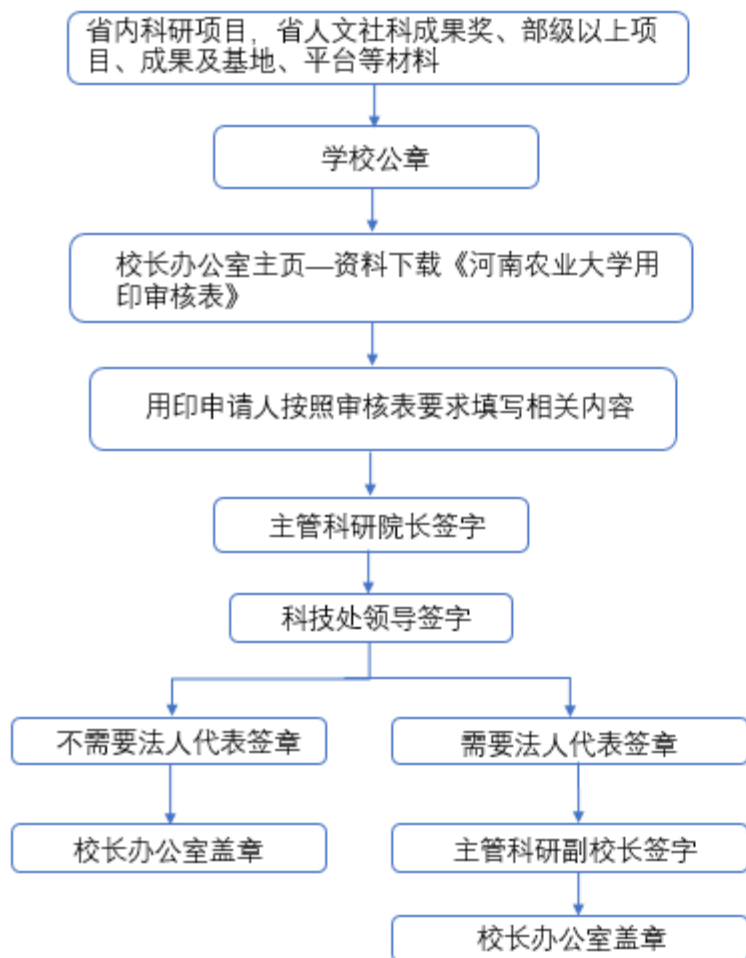 省内科研项目，省人文社科成果奖、部级以上项
目、成果及基地、平台等材料
学校公章
校长办公室主页—资料下载《河南农业大学用
印审核表》
用印申请人按照审核表要求填写相关内容
主管科研院长签字
科技处领导签字
不需要法人代表签章
需要法人代表签章
校长办公室盖章
主管科研副校长签字
校长办公室盖章